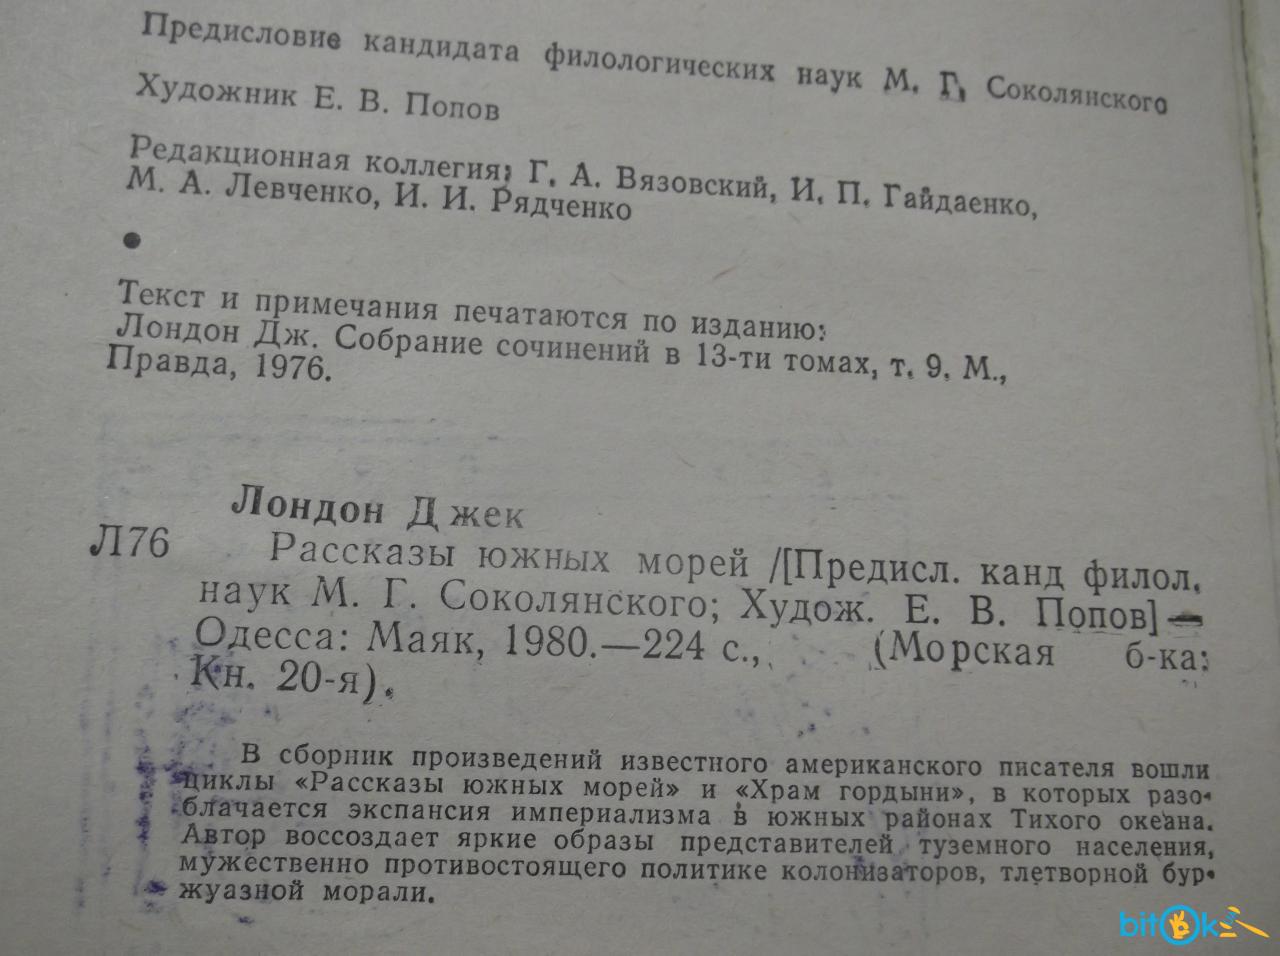 Предисловие кандидата филологических наук М. Г. Соколянского
Художник Е. В. Попов
Редакционная коллегия: Г. А. Вязовский, И. П. Гайдаенко,
М. А. Левченко, И. И. Рядченко
●
Текст и примечания печатаются по изданию:
Лондон Дж. Собрание сочинений в 13-ти томах, т. 9. М.,
Правда, 1976.
Лондон Джек
Л76
Рассказы южных морей /[Предисл. канд филол.
наук М. Г. Соколянского; Худож. Е. В. Попов] —
Одесса: Маяк, 1980.—224 с., (Морская б-ка:
Кн. 20-я).
В сборник произведений известного американского писателя вошли
циклы «Рассказы южных морей» и «Храм гордыни», в которых разо-
блачается экспансия империализма в южных районах Тихого океана.
Автор воссоздает яркие образы представителей туземного населения,
мужественно противостоящего политике колонизаторов, тлетворной бур-
жуазной морали.
bitOk